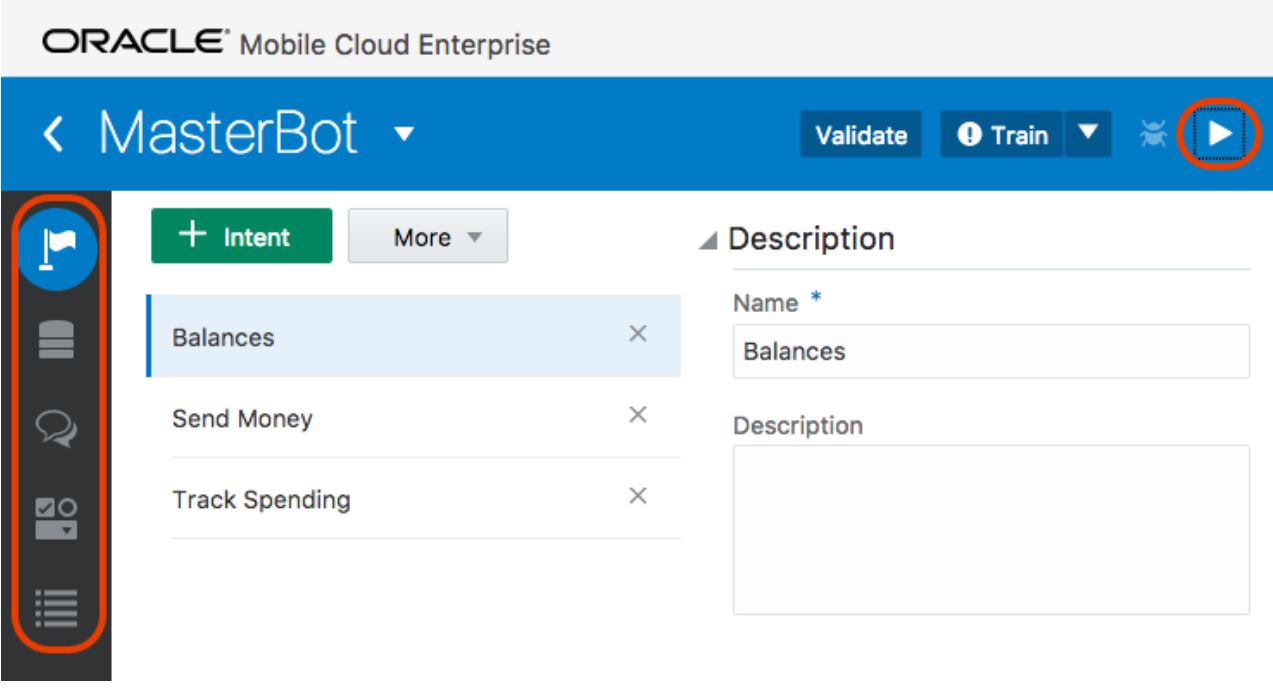 ORACLE® Mobile Cloud Enterprise
MasterBot
Validate
Train
Intent
More
Balances
Send Money
Track Spending
Description
Name *
Balances
Description